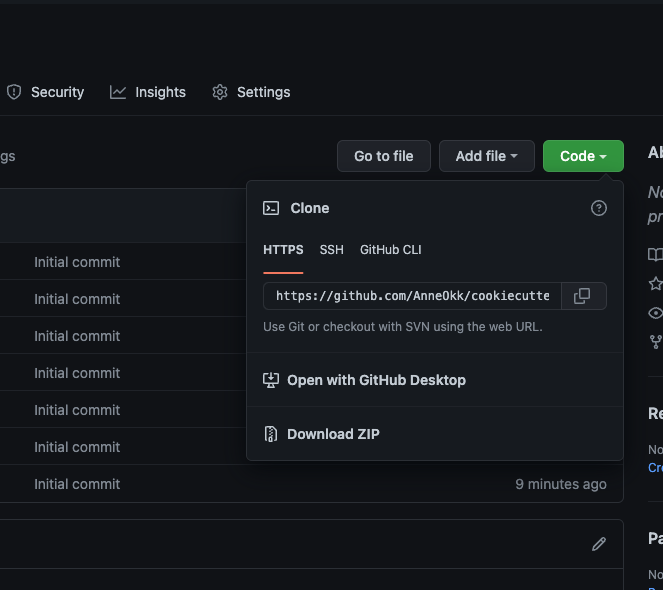 Security Insights Settings
gs Go to file Add file Code
Clone
HTTPS SSH GitHub CLI
https://github.com/AnneOkk/cookiecutte
Use Git or checkout with SVN using the web URL.
Open with GitHub Desktop
Download ZIP
Initial commit
Initial commit
Initial commit
Initial commit
Initial commit
Initial commit
Initial commit 9 minutes ago
Ab
No
pr
Re
No
Cre
Pa
No